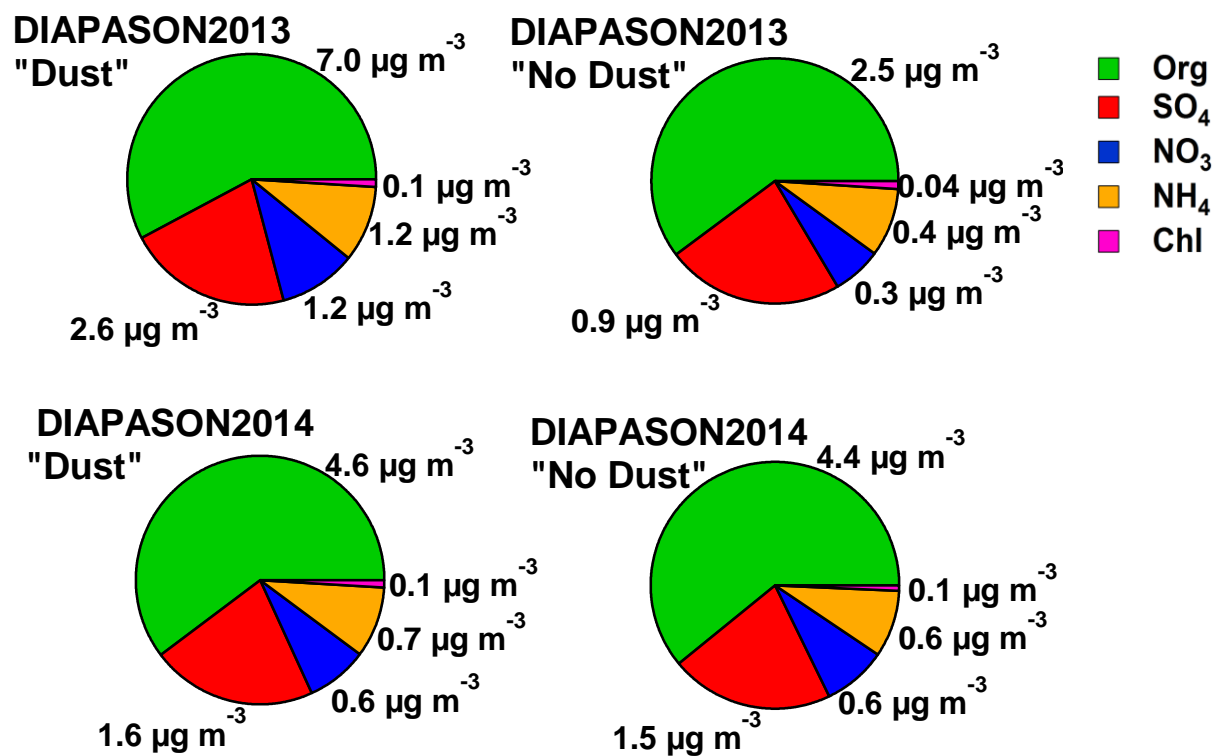 DIAPASON2013
"Dust"
7.0 µg m⁻³
0.1 µg m⁻³
1.2 µg m⁻³
1.2 µg m⁻³
2.6 µg m⁻³
DIAPASON2013
"No Dust"
2.5 µg m⁻³
0.04 µg m⁻³
0.4 µg m⁻³
0.3 µg m⁻³
0.9 µg m⁻³
Org
SO₄
NO₃
NH₄
Chl
DIAPASON2014
"Dust"
4.6 µg m⁻³
0.1 µg m⁻³
0.7 µg m⁻³
0.6 µg m⁻³
1.6 µg m⁻³
DIAPASON2014
"No Dust"
4.4 µg m⁻³
0.1 µg m⁻³
0.6 µg m⁻³
0.6 µg m⁻³
1.5 µg m⁻³